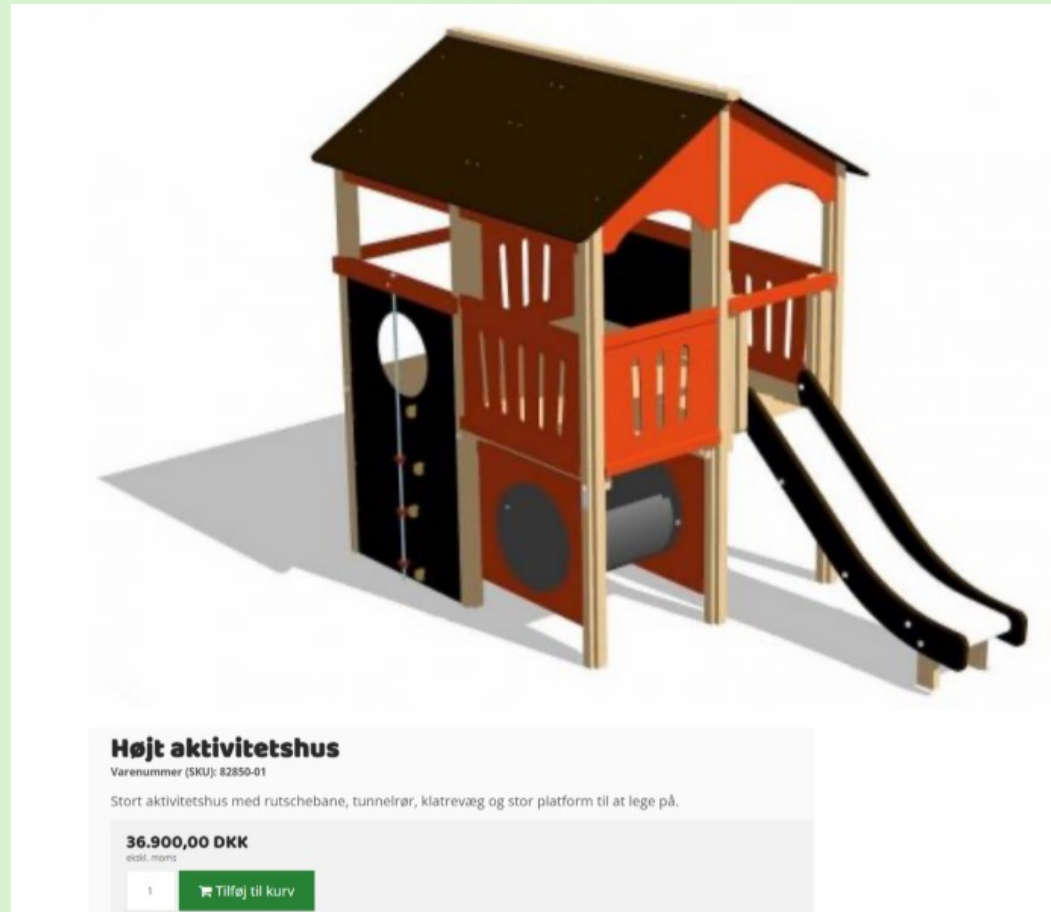 Højt aktivitetshus
Varenummer (SKU): 82850-01
Stort aktivitetshus med rutschebane, tunnelrør, klatrevæg og stor platform til at lege på.
36.900,00 DKK
ekskl. moms
1
Tilføj til kurv